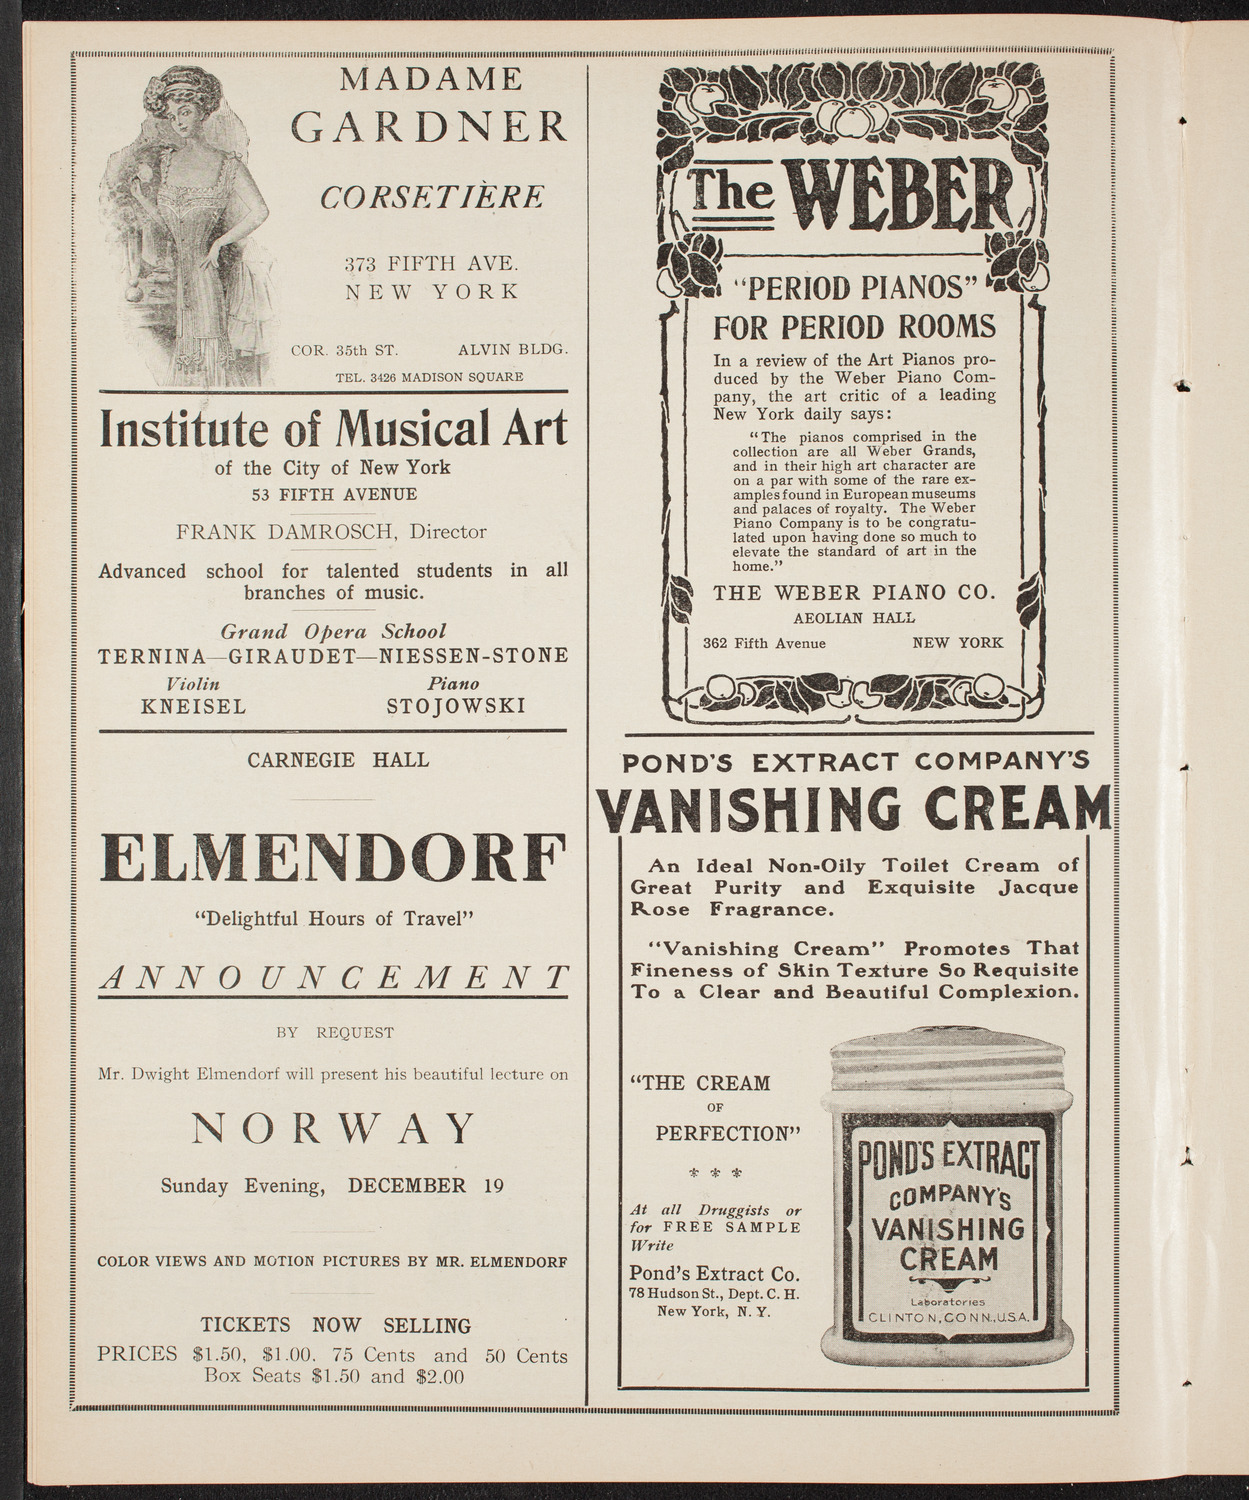 MADAME
GARDNER
CORSETIÈRE
373 FIFTH AVE.
NEW YORK
COR. 35th ST. ALVIN BLDG.
TEL. 3426 MADISON SQUARE
Institute of Musical Art
of the City of New York
53 FIFTH AVENUE
FRANK DAMROSCH, Director
Advanced school for talented students in all
branches of music.
Grand Opera School
TERNINA—GIRAUDET—NIESSEN-STONE
Violin Piano
KNEISEL STOJOWSKI
CARNEGIE HALL
ELMENDORF
"Delightful Hours of Travel"
ANNOUNCEMENT
BY REQUEST
Mr. Dwight Elmendorf will present his beautiful lecture on
NORWAY
Sunday Evening, DECEMBER 19
COLOR VIEWS AND MOTION PICTURES BY MR. ELMENDORF
TICKETS NOW SELLING
PRICES $1.50, $1.00. 75 Cents and 50 Cents
Box Seats $1.50 and $2.00
The WEBER
"PERIOD PIANOS"
FOR PERIOD ROOMS
In a review of the Art Pianos pro-
duced by the Weber Piano Com-
pany, the art critic of a leading
New York daily says:
"The pianos comprised in the
collection are all Weber Grands,
and in their high art character are
on a par with some of the rare ex-
amples found in European museums
and palaces of royalty. The Weber
Piano Company is to be congratu-
lated upon having done so much to
elevate the standard of art in the
home."
THE WEBER PIANO CO.
AEOLIAN HALL
362 Fifth Avenue NEW YORK
POND'S EXTRACT COMPANY'S
VANISHING CREAM
An Ideal Non-Oily Toilet Cream of
Great Purity and Exquisite Jacque
Rose Fragrance.
"Vanishing Cream" Promotes That
Fineness of Skin Texture So Requisite
To a Clear and Beautiful Complexion.
"THE CREAM
OF
PERFECTION"
* * *
At all Druggists or
for FREE SAMPLE
Write
Pond's Extract Co.
78 Hudson St., Dept. C. H.
New York, N. Y.
POND'S EXTRACT
COMPANY'S
VANISHING
CREAM
Laboratories
CLINTON, CONN., U.S.A.